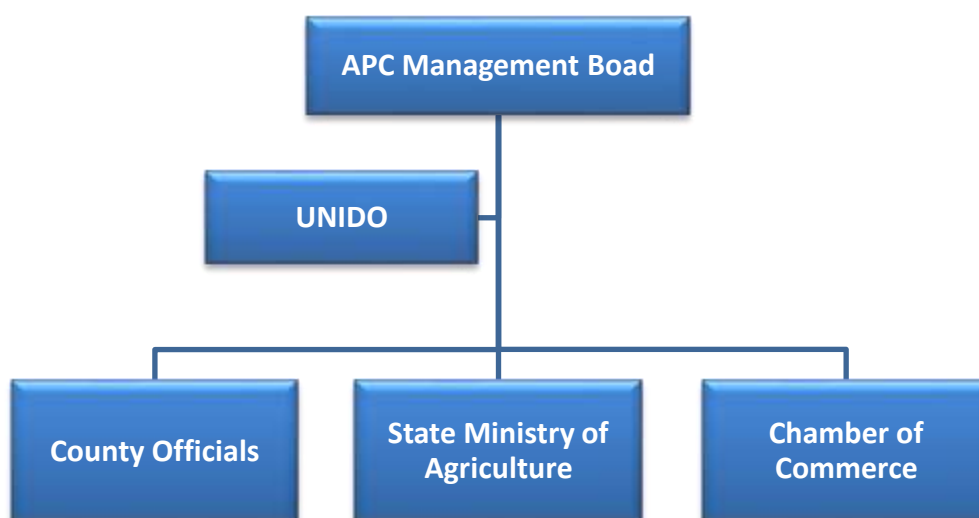 APC Management Boad
UNIDO
County Officials
State Ministry of
Agriculture
Chamber of
Commerce